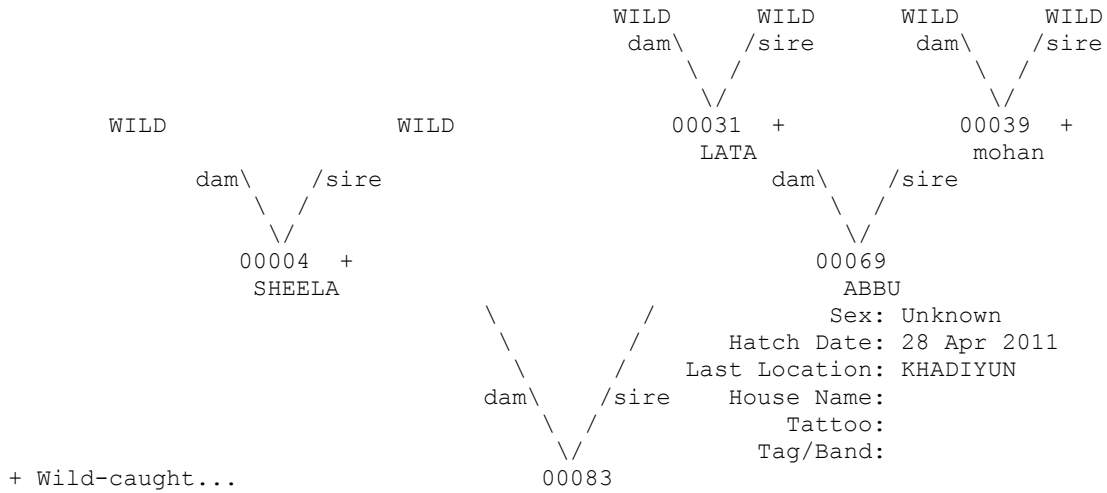 WILD WILD WILD WILD
dam\ /sire dam\ /sire
\ / \ /
\/ \/
WILD WILD 00031 + 00039 +
LATA mohan
dam\ /sire dam\ /sire
\ / \ /
\/ \/
00004 + 00069
SHEELA ABBU
\ / Sex: Unknown
\ / Hatch Date: 28 Apr 2011
\ / Last Location: KHADIYUN
dam\ /sire House Name:
\ / Tattoo:
\/ Tag/Band:
+ Wild-caught... 00083